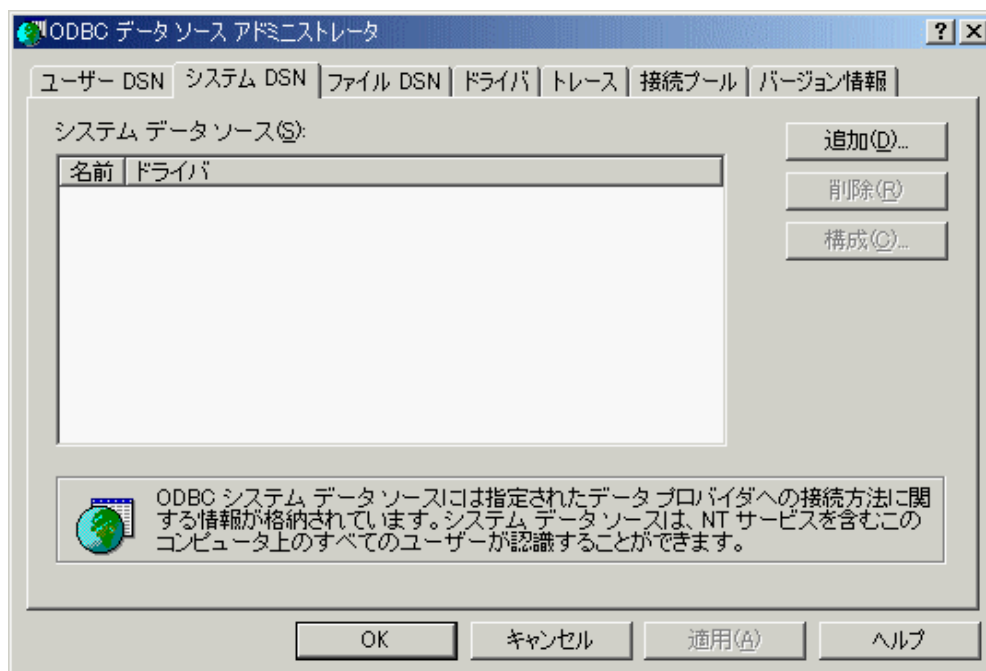 ODBC データ ソース アドミニストレータ
ユーザー DSN システム DSN ファイル DSN ドライバ トレース 接続プール バージョン情報
システム データ ソース(S):
追加(D)...
名前 ドライバ
削除(R)
構成(C)...
ODBC システム データ ソースには指定されたデータ プロバイダへの接続方法に関
する情報が格納されています。システム データ ソースは、NT サービスを含むこの
コンピュータ上のすべてのユーザーが認識することができます。
OK キャンセル 適用(A) ヘルプ